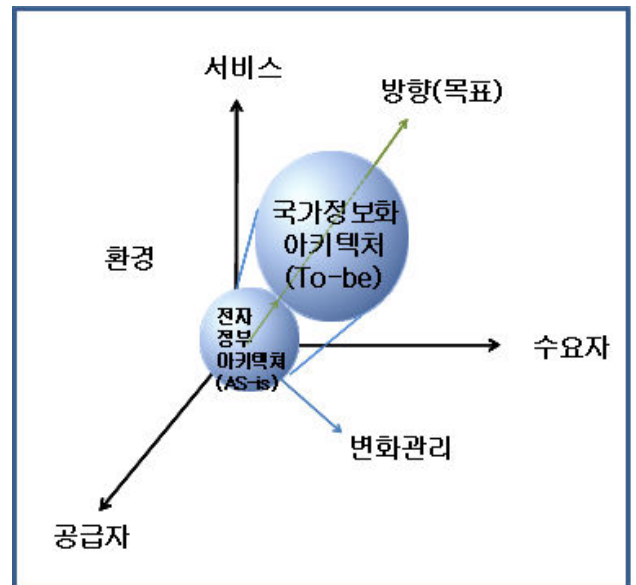 서비스
방향(목표)
국가정보화
아키텍처
(To-be)
환경
전자
정부
아키텍쳐
(AS-is)
수요자
변화관리
공급자